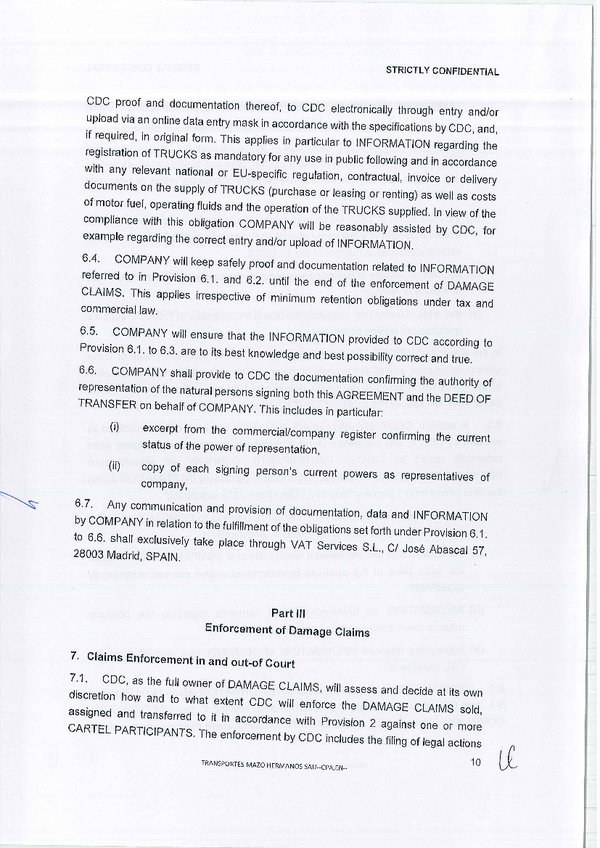 STRICTLY CONFIDENTIAL
CDC proof and documentation thereof, to CDC electronically through entry and/or
upload via an online data entry mask in accordance with the specifications by CDC, and,
if required, in original form. This applies in particular to INFORMATION regarding the
registration of TRUCKS as mandatory for any use in public following and in accordance
with any relevant national or EU-specific regulation, contractual, invoice or delivery
documents on the supply of TRUCKS (purchase or leasing or renting) as well as costs
of motor fuel, operating fluids and the operation of the TRUCKS supplied. In view of the
compliance with this obligation COMPANY will be reasonably assisted by CDC, for
example regarding the correct entry and/or upload of INFORMATION.
6.4. COMPANY will keep safely proof and documentation related to INFORMATION
referred to in Provision 6.1. and 6.2. until the end of the enforcement of DAMAGE
CLAIMS. This applies irrespective of minimum retention obligations under tax and
commercial law.
6.5. COMPANY will ensure that the INFORMATION provided to CDC according to
Provision 6.1. to 6.3. are to its best knowledge and best possibility correct and true.
6.6. COMPANY shall provide to CDC the documentation confirming the authority of
representation of the natural persons signing both this AGREEMENT and the DEED OF
TRANSFER on behalf of COMPANY. This includes in particular:
(i) excerpt from the commercial/company register confirming the current
status of the power of representation,
(ii) copy of each signing person's current powers as representatives of
company,
6.7. Any communication and provision of documentation, data and INFORMATION
by COMPANY in relation to the fulfillment of the obligations set forth under Provision 6.1.
to 6.6. shall exclusively take place through VAT Services S.L., C/ José Abascal 57,
28003 Madrid, SPAIN.
Part III
Enforcement of Damage Claims
7. Claims Enforcement in and out-of Court
7.1. CDC, as the full owner of DAMAGE CLAIMS, will assess and decide at its own
discretion how and to what extent CDC will enforce the DAMAGE CLAIMS sold,
assigned and transferred to it in accordance with Provision 2 against one or more
CARTEL PARTICIPANTS. The enforcement by CDC includes the filing of legal actions
TRANSPORTES MAZO HERMANOS SAU--CPA,EN--
10